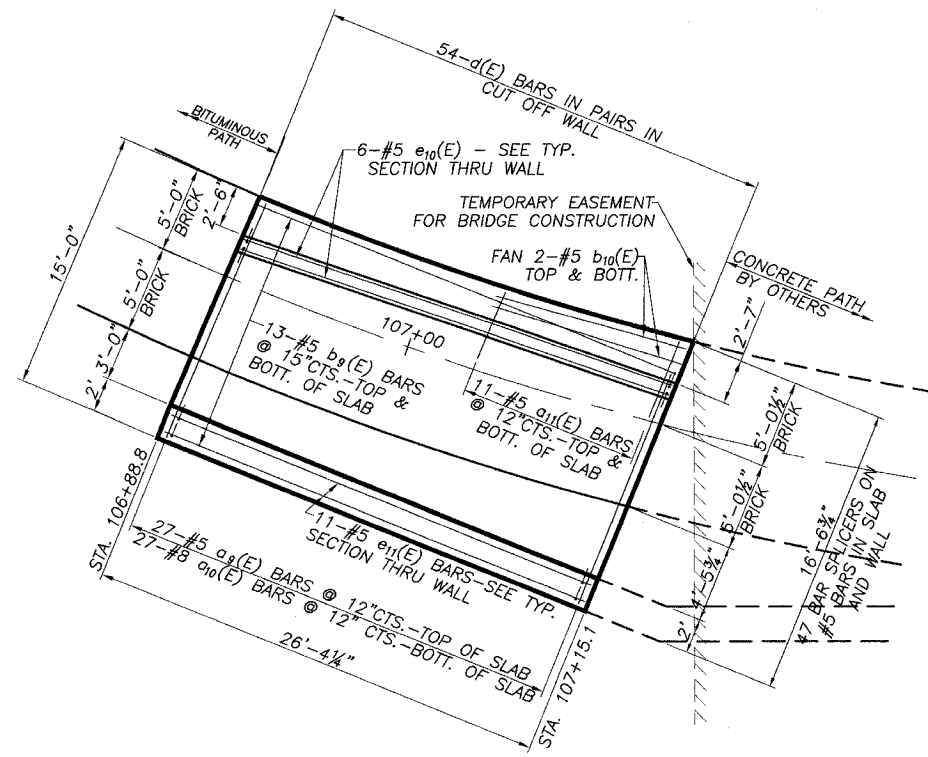 54-d(E) BARS IN PAIRS IN
CUT OFF WALL
BITUMINOUS
PATH
6-#5 e₁₀(E) - SEE TYP.
SECTION THRU WALL
TEMPORARY EASEMENT
FOR BRIDGE CONSTRUCTION
FAN 2-#5 b₁₀(E)
TOP & BOTT.
CONCRETE PATH
BY OTHERS
15'-0"
5'-0"
BRICK
2'-6"
5'-0"
BRICK
3'-0"
2'
107+00
13-#5 b₉(E) BARS
@ 15"CTS.-TOP &
BOTT. OF SLAB
11-#5 a₁₁(E) BARS
@ 12"CTS.-TOP &
BOTT. OF SLAB
2'-7"
5'-0½"
BRICK
5'-0½"
BRICK
4'-5¾"
2'
16'-6¾"
47 BAR SPLICERS ON
#5 BARS IN SLAB
AND WALL
11-#5 e₁₁(E) BARS-SEE TYP.
SECTION THRU WALL
27-#5 a₉(E) BARS @ 12"CTS.-TOP OF SLAB
27-#8 a₁₀(E) BARS @ 12" CTS.-BOTT. OF SLAB
26'-4¼"
STA. 106+88.8
STA. 107+15.1